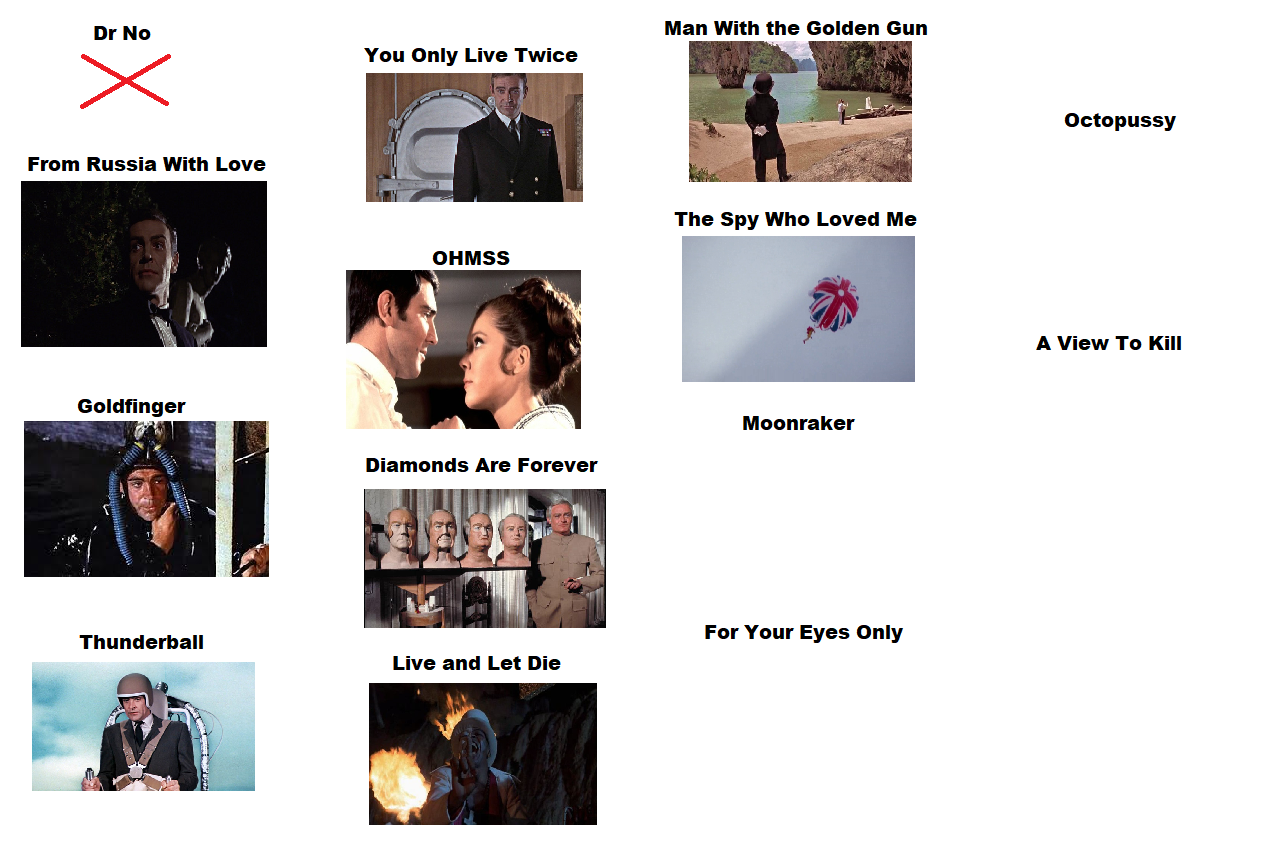 Dr No
From Russia With Love
Goldfinger
Thunderball
You Only Live Twice
OHMSS
Diamonds Are Forever
Live and Let Die
Man With the Golden Gun
The Spy Who Loved Me
Moonraker
For Your Eyes Only
Octopussy
A View To Kill